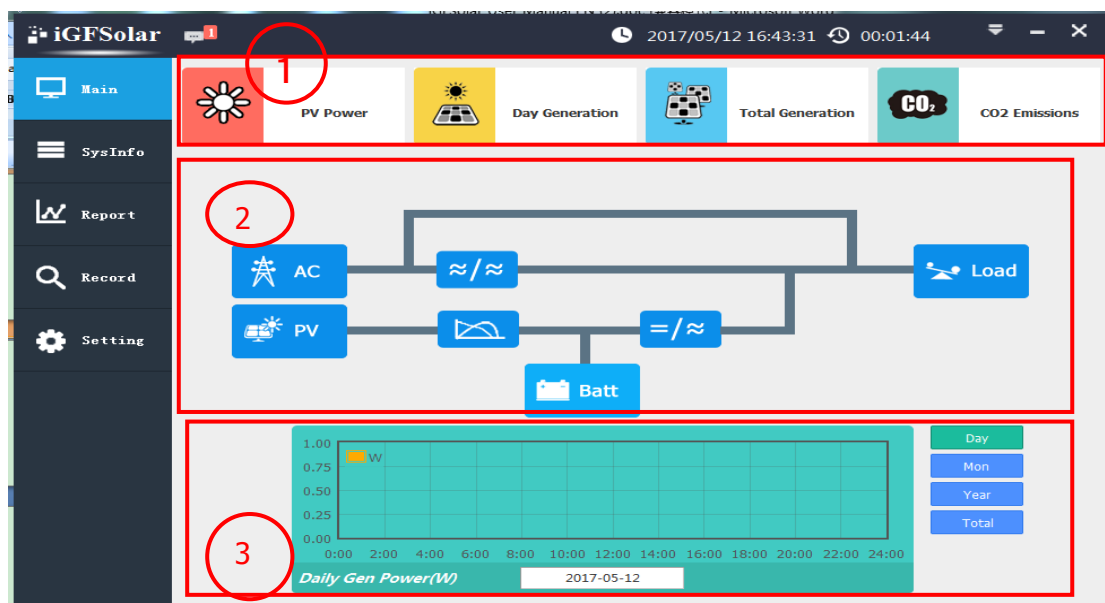 iGFSolar 1 2017/05/12 16:43:31 00:01:44
1
Main
PV Power Day Generation Total Generation CO₂ CO2 Emissions
SysInfo
Report
Record
Setting
2
AC ≈/≈ Load
PV =/≈
Batt
3
1.00
0.75
0.50
0.25
0.00
W
0:00 2:00 4:00 6:00 8:00 10:00 12:00 14:00 16:00 18:00 20:00 22:00 24:00
Daily Gen Power(W) 2017-05-12
Day
Mon
Year
Total